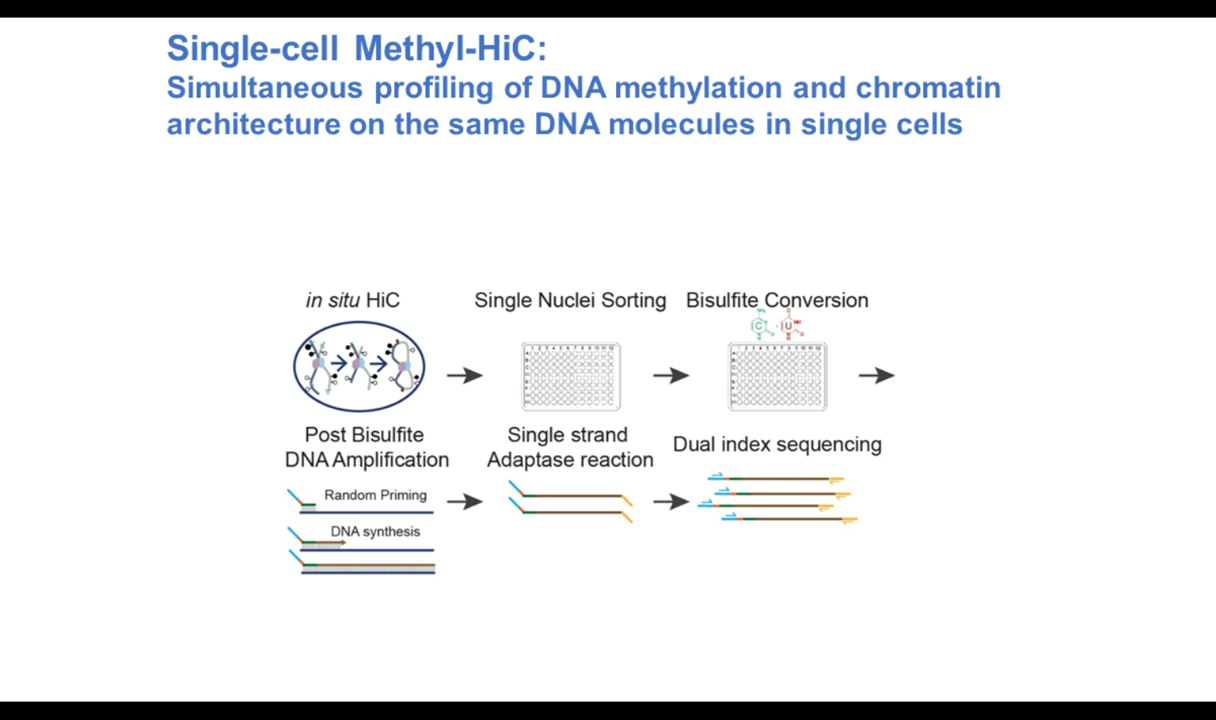 Single-cell Methyl-HiC:
Simultaneous profiling of DNA methylation and chromatin
architecture on the same DNA molecules in single cells
in situ HiC
Single Nuclei Sorting
Bisulfite Conversion
C
U
Post Bisulfite
DNA Amplification
Random Priming
DNA synthesis
Single strand
Adaptase reaction
Dual index sequencing